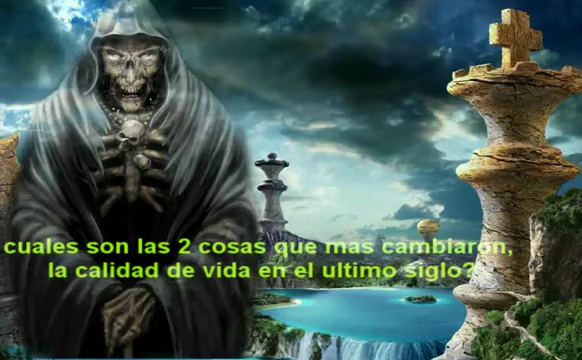 cuales son las 2 cosas que mas cambiaron,
la calidad de vida en el ultimo siglo?